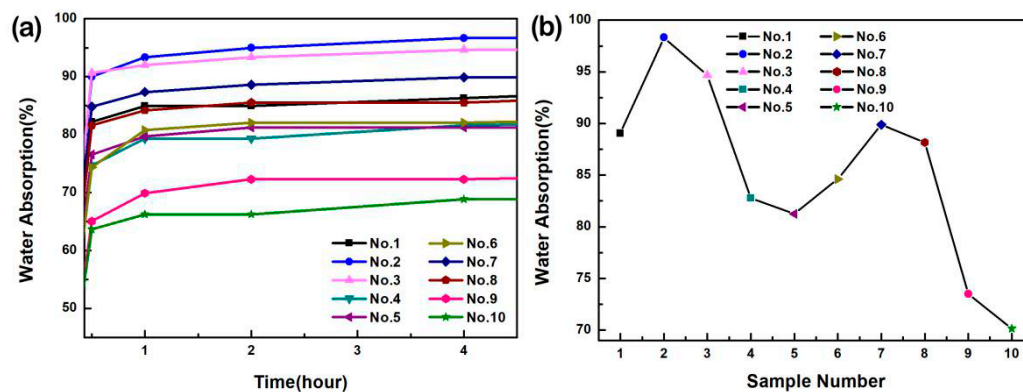 (a)
Water Absorption(%)
100
90
80
70
60
50
1
2
3
4
Time(hour)
No.1
No.2
No.3
No.4
No.5
No.6
No.7
No.8
No.9
No.10
(b)
Water Absorption(%)
100
95
90
85
80
75
70
1 2 3 4 5 6 7 8 9 10
Sample Number
No.1
No.2
No.3
No.4
No.5
No.6
No.7
No.8
No.9
No.10